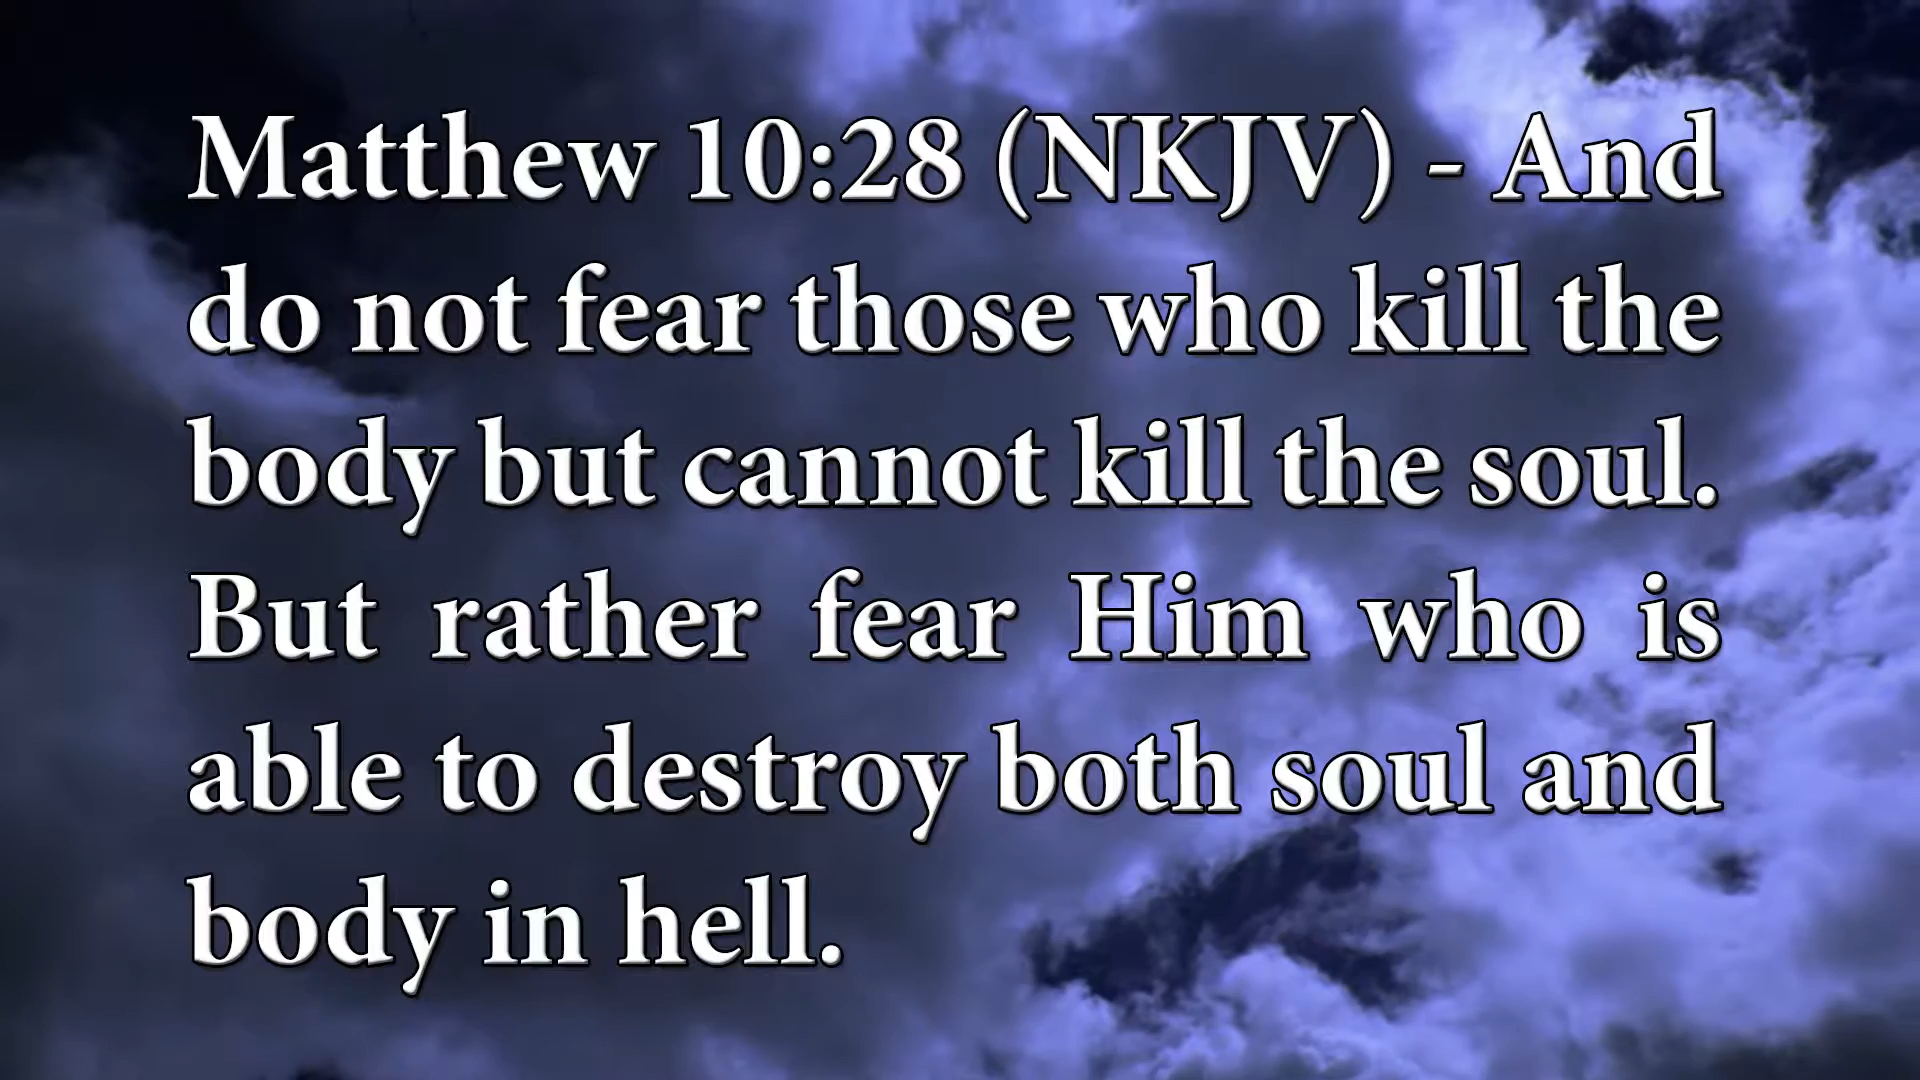 Matthew 10:28 (NKJV) - And
do not fear those who kill the
body but cannot kill the soul.
But rather fear Him who is
able to destroy both soul and
body in hell.